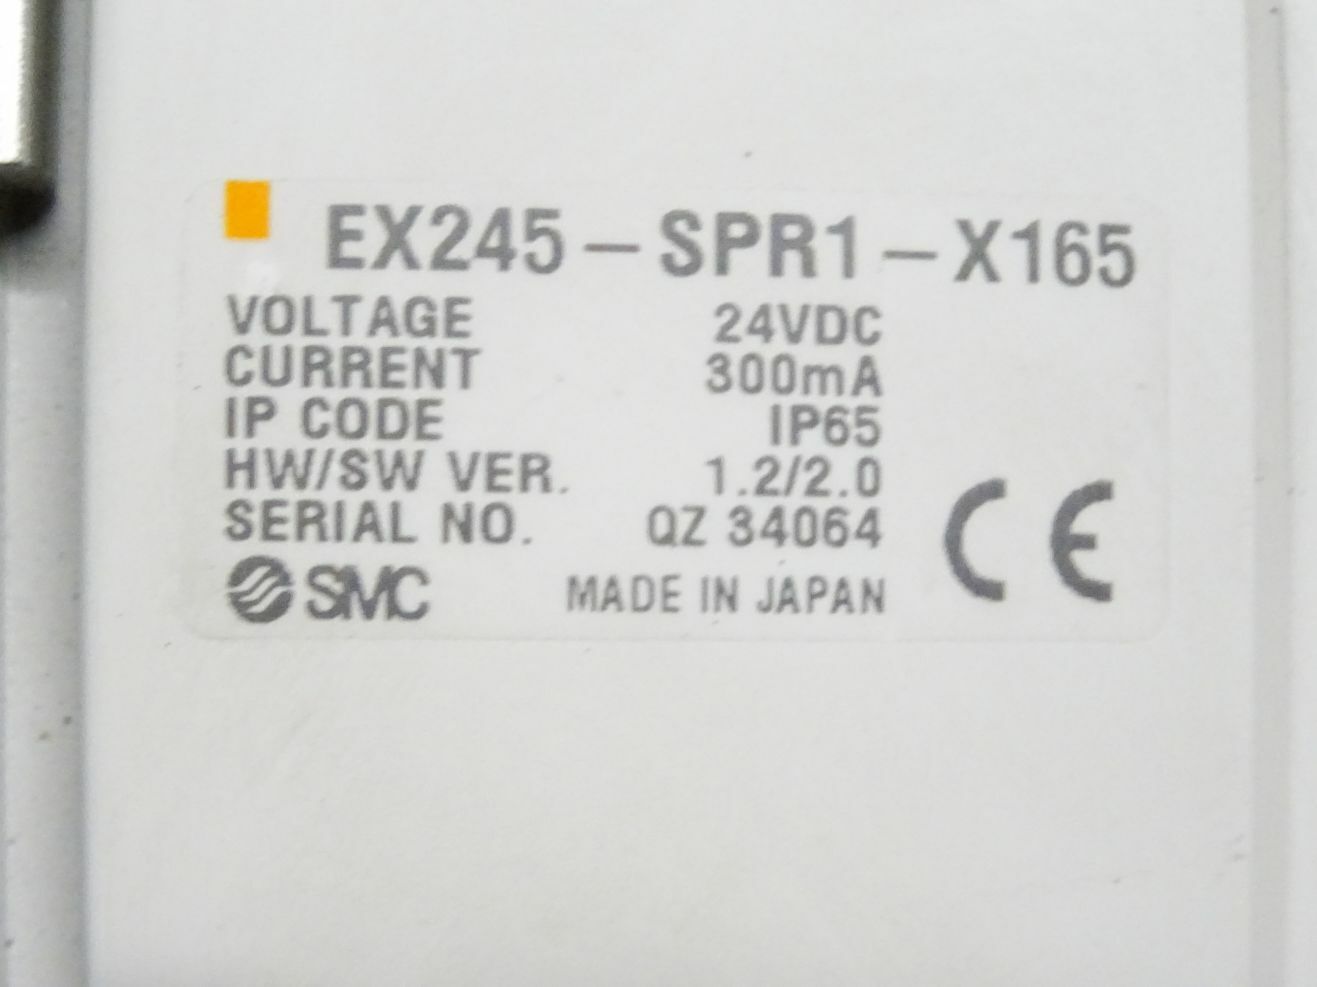 EX245-SPR1-X165
VOLTAGE 24VDC
CURRENT 300mA
IP CODE IP65
HW/SW VER. 1.2/2.0
SERIAL NO. QZ 34064
SMC MADE IN JAPAN CE